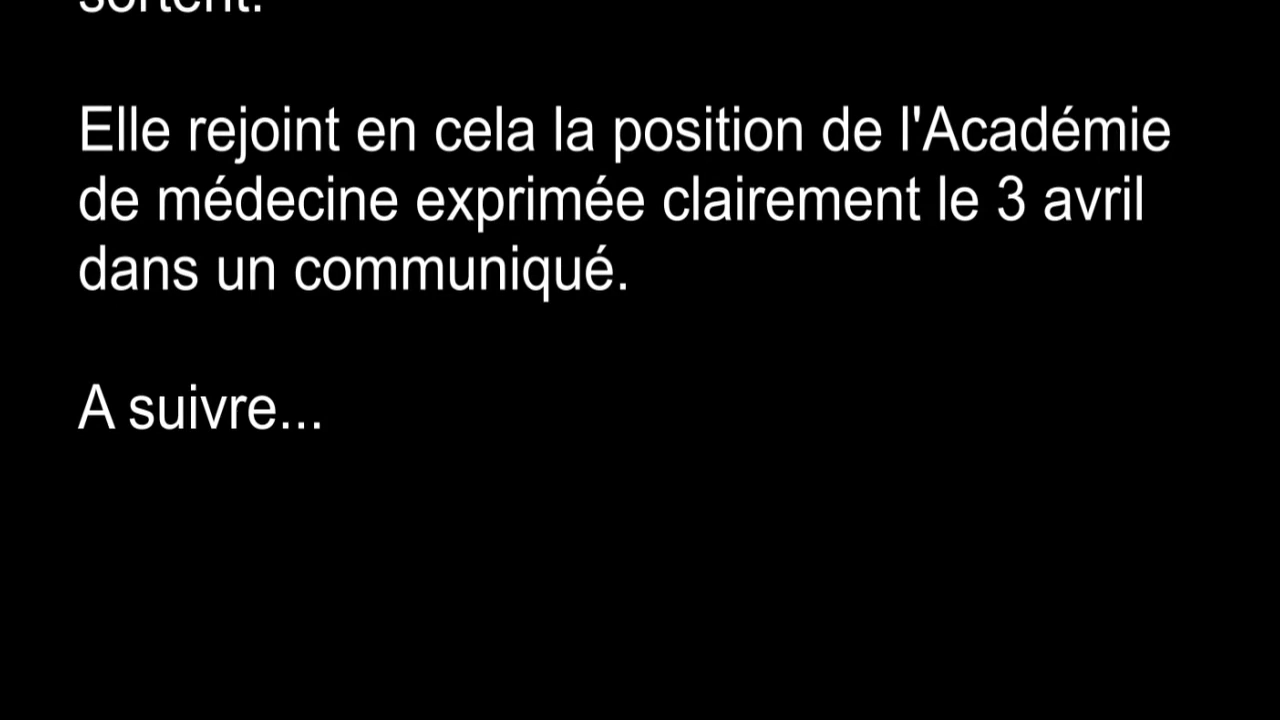 sortent.
Elle rejoint en cela la position de l'Académie
de médecine exprimée clairement le 3 avril
dans un communiqué.
A suivre...